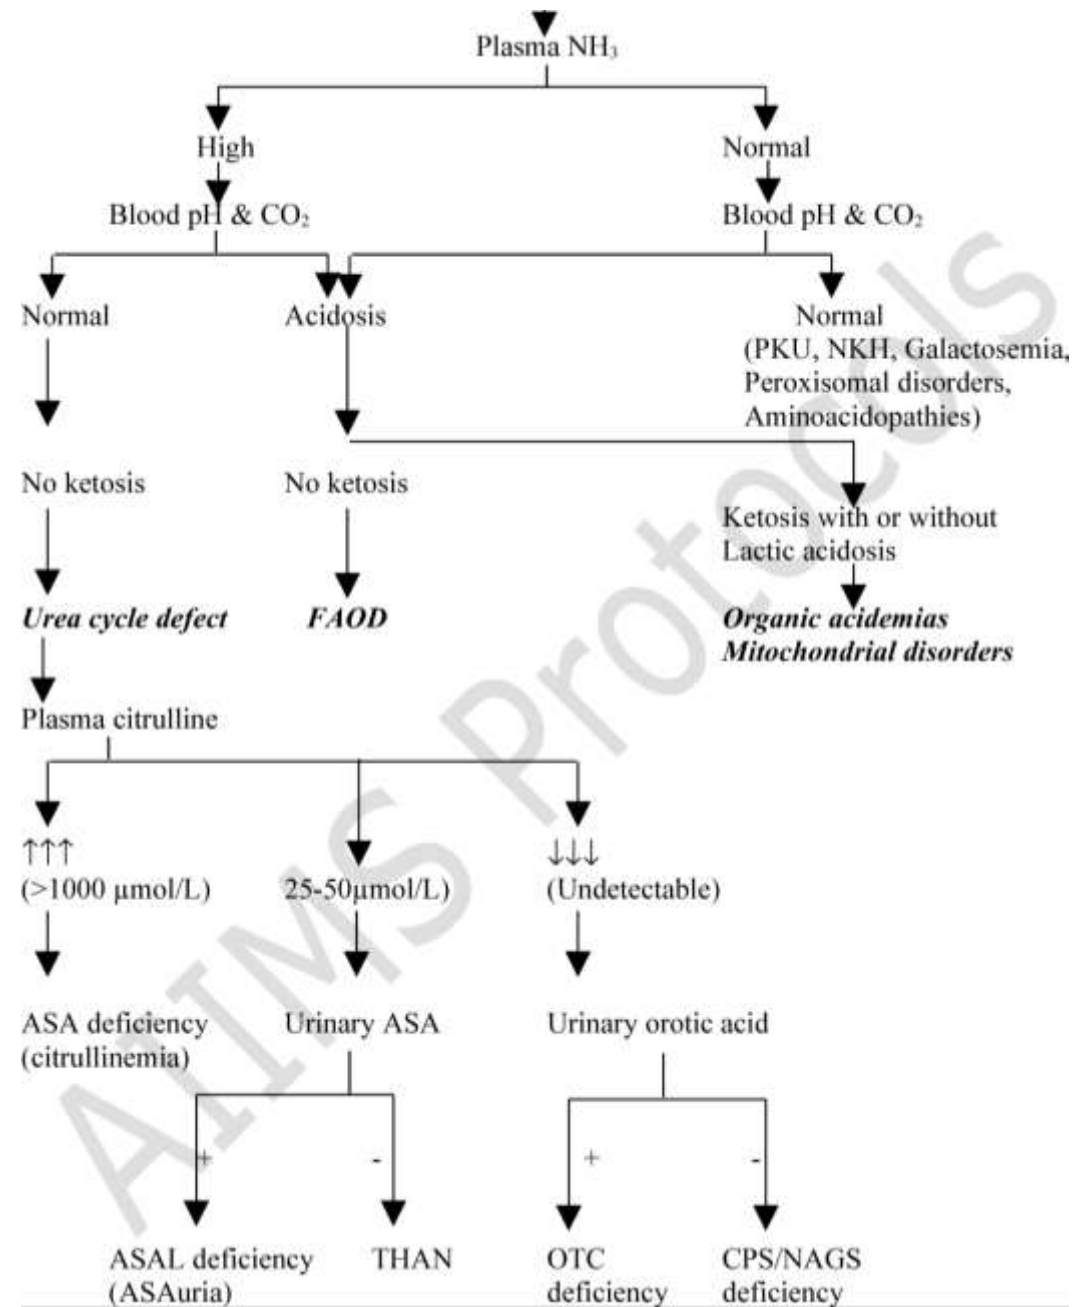 Plasma NH₃
High
Normal
Blood pH & CO₂
Blood pH & CO₂
Normal
Acidosis
Normal
(PKU, NKH, Galactosemia,
Peroxisomal disorders,
Aminoacidopathies)
No ketosis
No ketosis
Ketosis with or without
Lactic acidosis
Urea cycle defect
FAOD
Organic acidemias
Mitochondrial disorders
Plasma citrulline
↑↑↑
(>1000 µmol/L)
25-50µmol/L)
↓↓↓
(Undetectable)
ASA deficiency
(citrullinemia)
Urinary ASA
Urinary orotic acid
+
-
+
-
ASAL deficiency
(ASAuria)
THAN
OTC
deficiency
CPS/NAGS
deficiency
AIIMS Protocols